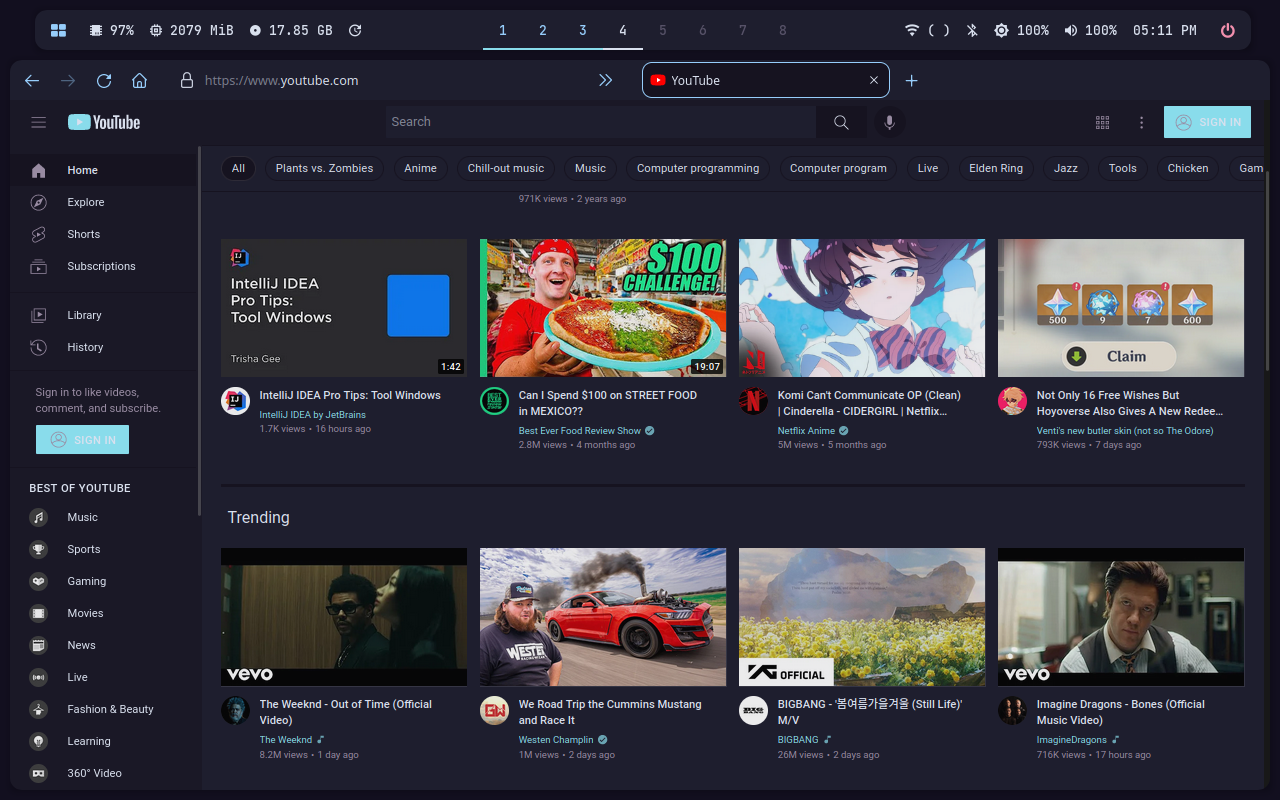 97% 2079 MiB 17.85 GB 1 2 3 4 5 6 7 8 ( ) 100% 100% 05:11 PM
https://www.youtube.com YouTube
YouTube Search SIGN IN
All Plants vs. Zombies Anime Chill-out music Music Computer programming Computer program Live Elden Ring Jazz Tools Chicken Gam
Home
Explore
Shorts
Subscriptions
Library
History
Sign in to like videos,
comment, and subscribe.
SIGN IN
BEST OF YOUTUBE
Music
Sports
Gaming
Movies
News
Live
Fashion & Beauty
Learning
360° Video
971K views • 2 years ago
IJ
IntelliJ IDEA
Pro Tips:
Tool Windows
Trisha Gee
1:42
IntelliJ IDEA Pro Tips: Tool Windows
IntelliJ IDEA by JetBrains
1.7K views • 16 hours ago
$100
CHALLENGE!
19:07
Can I Spend $100 on STREET FOOD
in MEXICO??
Best Ever Food Review Show
2.8M views • 4 months ago
Komi Can't Communicate OP (Clean)
| Cinderella - CIDERGIRL | Netflix...
Netflix Anime
5M views • 5 months ago
500 9 7 600
Claim
Not Only 16 Free Wishes But
Hoyoverse Also Gives A New Redee...
Venti's new butler skin (not so The Odore)
793K views • 7 days ago
Trending
vevo
The Weeknd - Out of Time (Official
Video)
The Weeknd
8.2M views • 1 day ago
WESTEN
We Road Trip the Cummins Mustang
and Race It
Westen Champlin
1M views • 2 days ago
YG OFFICIAL
BIGBANG - '봄여름가을겨울 (Still Life)'
M/V
BIGBANG
26M views • 2 days ago
vevo
Imagine Dragons - Bones (Official
Music Video)
ImagineDragons
716K views • 17 hours ago